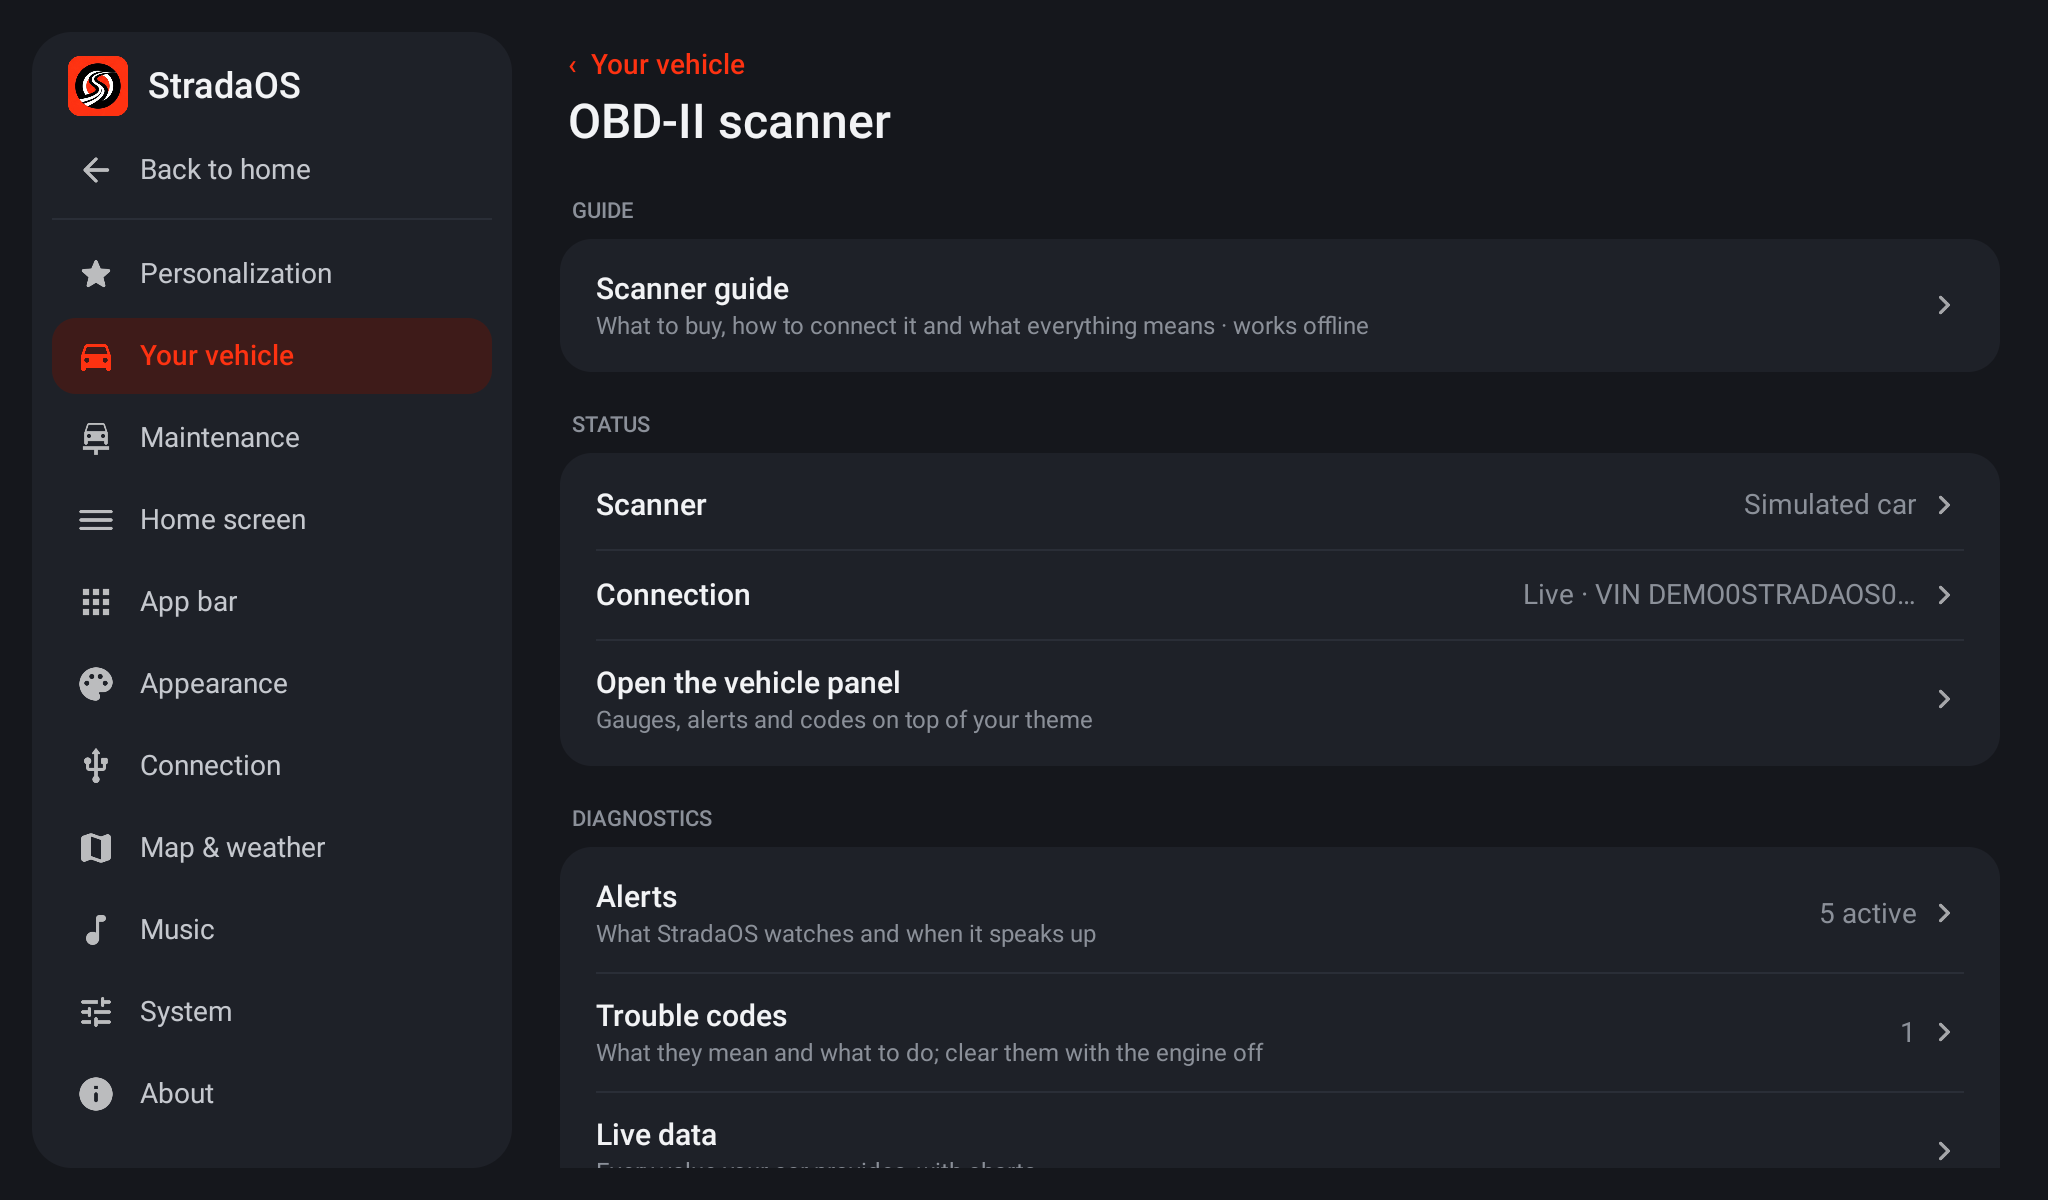 StradaOS
Back to home
Personalization
Your vehicle
Maintenance
Home screen
App bar
Appearance
Connection
Map & weather
Music
System
About
‹ Your vehicle
OBD-II scanner
GUIDE
Scanner guide
What to buy, how to connect it and what everything means · works offline
STATUS
Scanner
Simulated car
Connection
Live · VIN DEMO0STRADAOS0…
Open the vehicle panel
Gauges, alerts and codes on top of your theme
DIAGNOSTICS
Alerts
What StradaOS watches and when it speaks up
5 active
Trouble codes
What they mean and what to do; clear them with the engine off
1
Live data